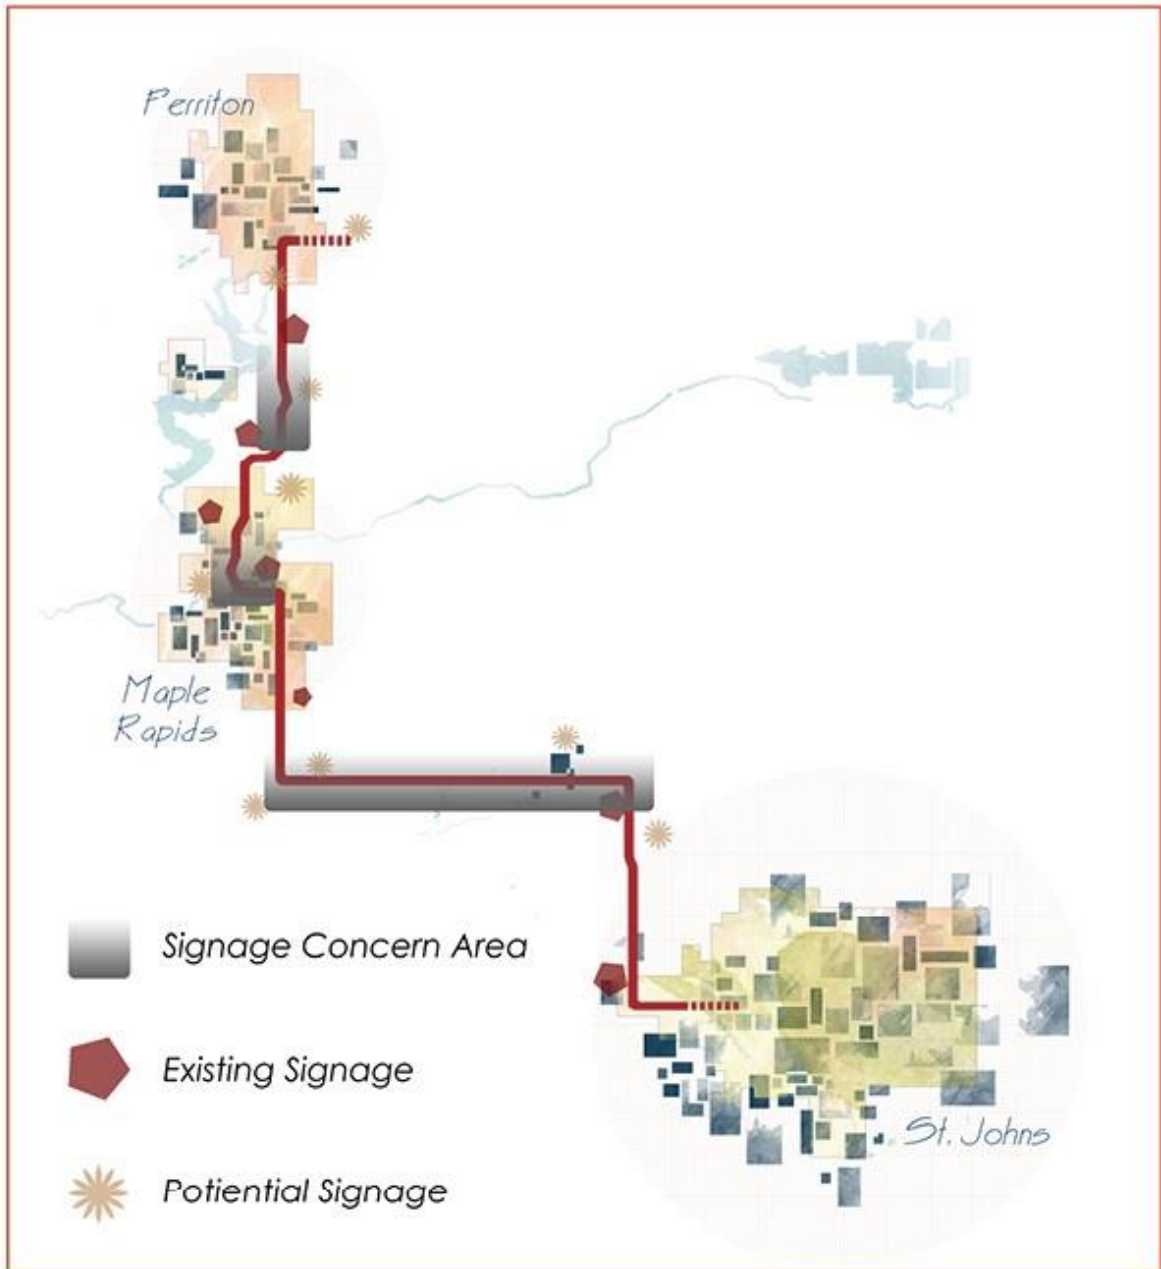 Perriton
Maple
Rapids
Signage Concern Area
Existing Signage
Potiential Signage
St. Johns